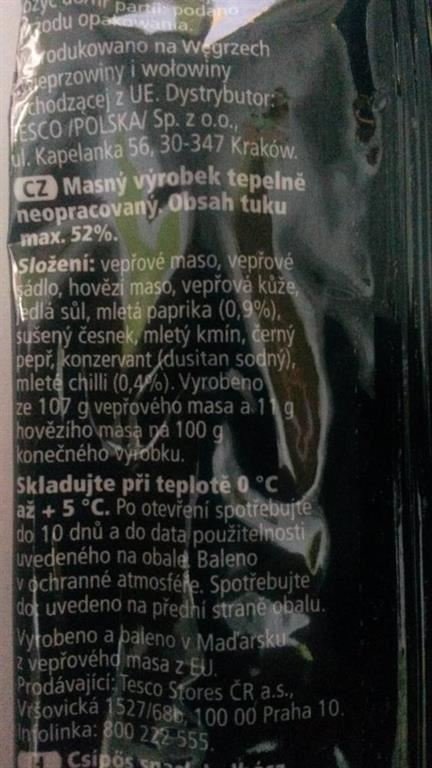 partii: podano
opakowania.
na Węgrzech
i wołowiny
z UE. Dystrybutor:
/POLSKA/ Sp. z o.o.,
ul. Kapelanka 56, 30-347 Kraków.
CZ Masný výrobek tepelně
neopracovaný. Obsah tuku
max. 52%.
Složení: vepřové maso, vepřové
sádlo, hovězí maso, vepřová kůže,
jedlá sůl, mletá paprika (0,9%),
sušený česnek, mletý kmín, černý
pepř, konzervant (dusitan sodný),
mleté chilli (0,4%). Vyrobeno
ze 107 g vepřového masa a 11 g
hovězího masa na 100 g
konečného výrobku.
Skladujte při teplotě 0 °C
až + 5 °C. Po otevření spotřebujte
do 10 dnů a do data použitelnosti
uvedeného na obale. Baleno
v ochranné atmosféře. Spotřebujte
do: uvedeno na přední straně obalu.
Vyrobeno a baleno v Maďarsku
z vepřového masa z EU.
Prodávající: Tesco Stores ČR a.s.,
Vršovická 1527/68b, 100 00 Praha 10.
Infolinka: 800 222 555.
H Csípős